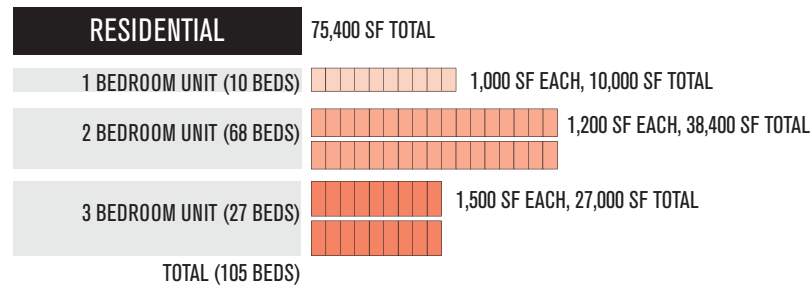 RESIDENTIAL 75,400 SF TOTAL
1 BEDROOM UNIT (10 BEDS) 1,000 SF EACH, 10,000 SF TOTAL
2 BEDROOM UNIT (68 BEDS) 1,200 SF EACH, 38,400 SF TOTAL
3 BEDROOM UNIT (27 BEDS) 1,500 SF EACH, 27,000 SF TOTAL
TOTAL (105 BEDS)